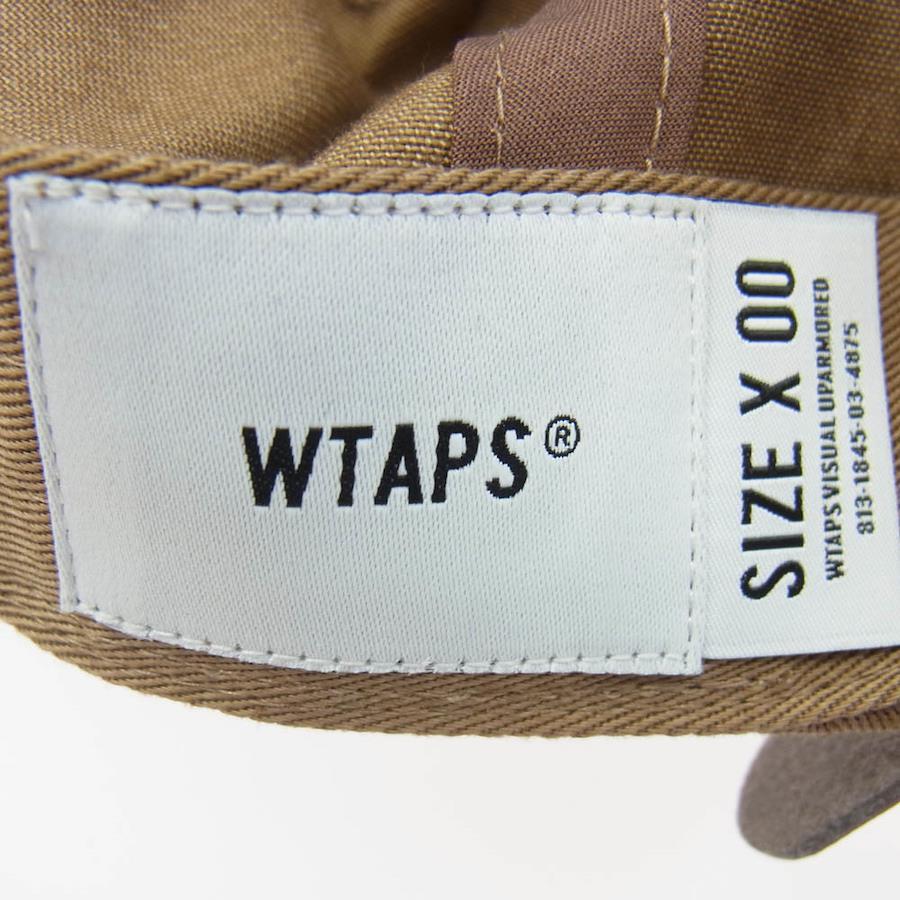 WTAPS®
SIZE X 00
WTAPS VISUAL UPARMORED
813-1845-03-4875